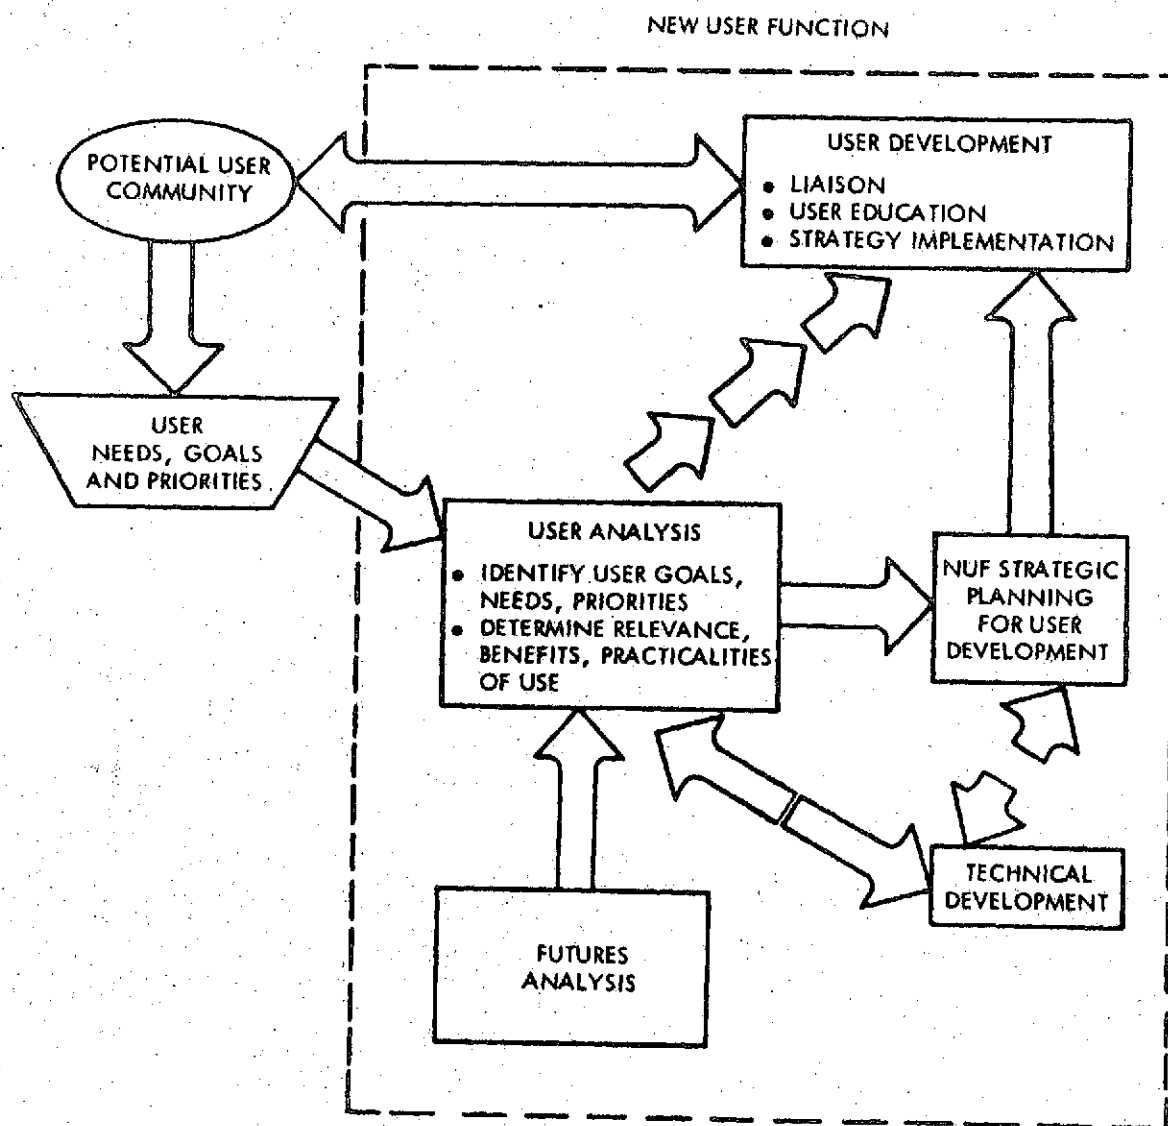 NEW USER FUNCTION
POTENTIAL USER
COMMUNITY
USER DEVELOPMENT
• LIAISON
• USER EDUCATION
• STRATEGY IMPLEMENTATION
USER
NEEDS, GOALS
AND PRIORITIES
USER ANALYSIS
• IDENTIFY USER GOALS,
NEEDS, PRIORITIES
• DETERMINE RELEVANCE,
BENEFITS, PRACTICALITIES
OF USE
NUF STRATEGIC
PLANNING
FOR USER
DEVELOPMENT
TECHNICAL
DEVELOPMENT
FUTURES
ANALYSIS